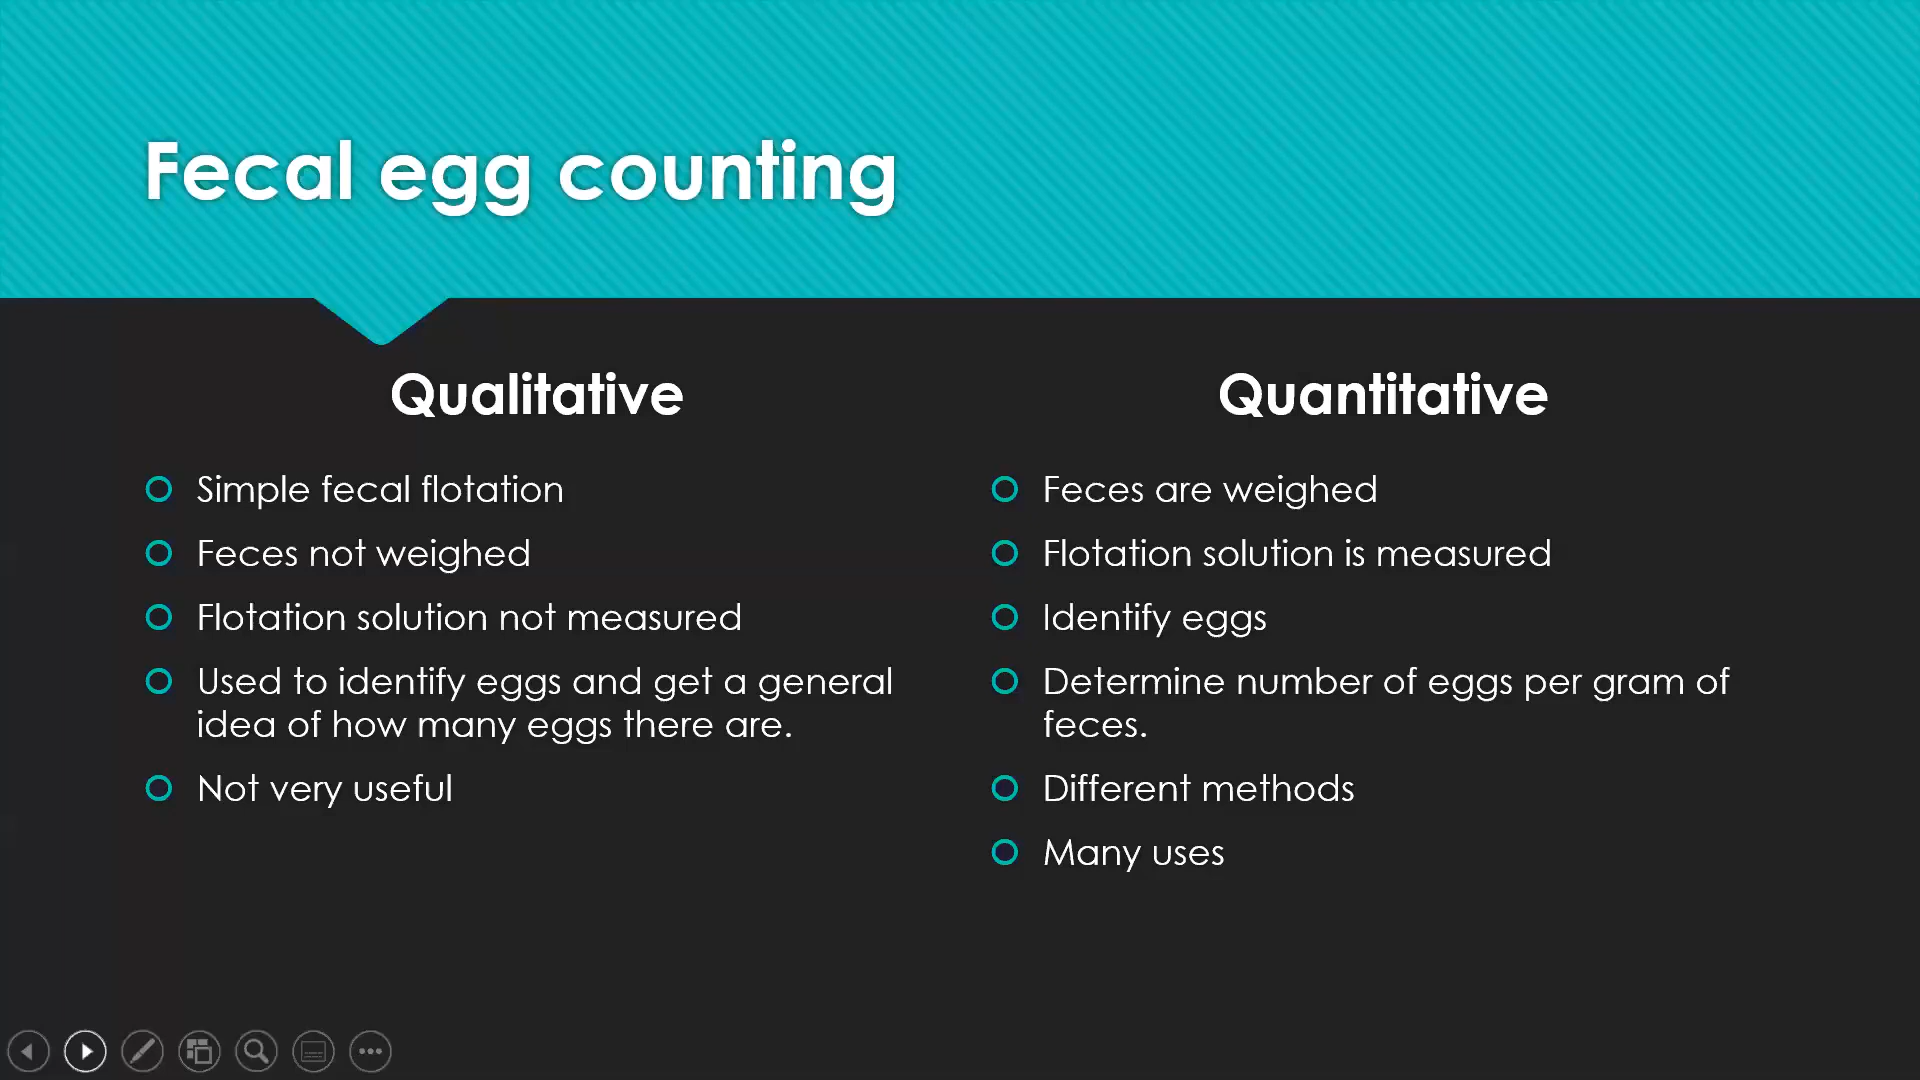 Fecal egg counting
Qualitative
Simple fecal flotation
Feces not weighed
Flotation solution not measured
Used to identify eggs and get a general
idea of how many eggs there are.
Not very useful
Quantitative
Feces are weighed
Flotation solution is measured
Identify eggs
Determine number of eggs per gram of
feces.
Different methods
Many uses